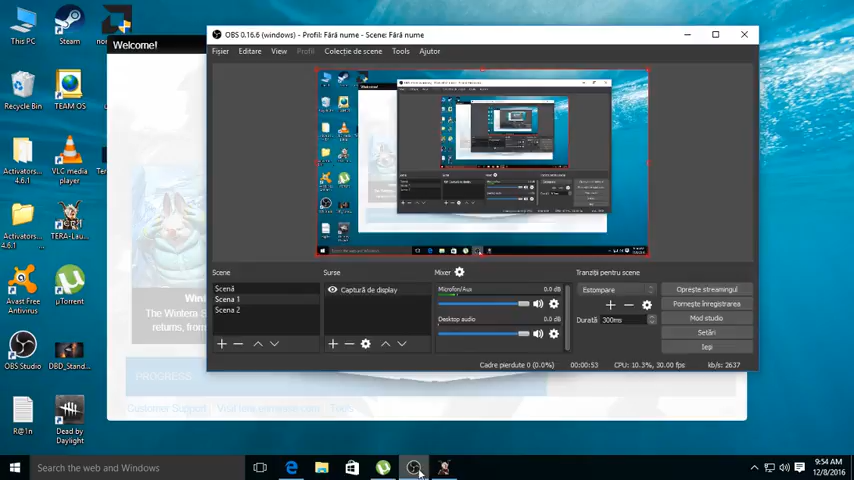 This PC
Steam
Welcome!
OBS 0.16.6 (windows) - Profil: Fără nume - Scene: Fără nume
Fișier Editare View Profil Colecție de scene Tools Ajutor
Recycle Bin
TEAM OS
Activators...
4.6.1
VLC media
player
Activators...
4.6.1
TERA-Lau...
Avast Free
Antivirus
µTorrent
OBS Studio
DBD_Stand...
R@1n
Dead by
Daylight
The Wintera S
returns, from
PROGRESS
Customer Support
Tools
Scene
Scenă
Scena 1
Scena 2
Surse
Captură de display
Mixer
Microfon/Aux 0.0 dB
Desktop audio 0.0 dB
Tranziții pentru scene
Estompare
Durată 300ms
Oprește streamingul
Pornește înregistrarea
Mod studio
Setări
Ieși
Cadre pierdute 0 (0.0%) 00:00:53 CPU: 10.3%, 30.00 fps kb/s: 2637
Search the web and Windows
9:54 AM
12/8/2016